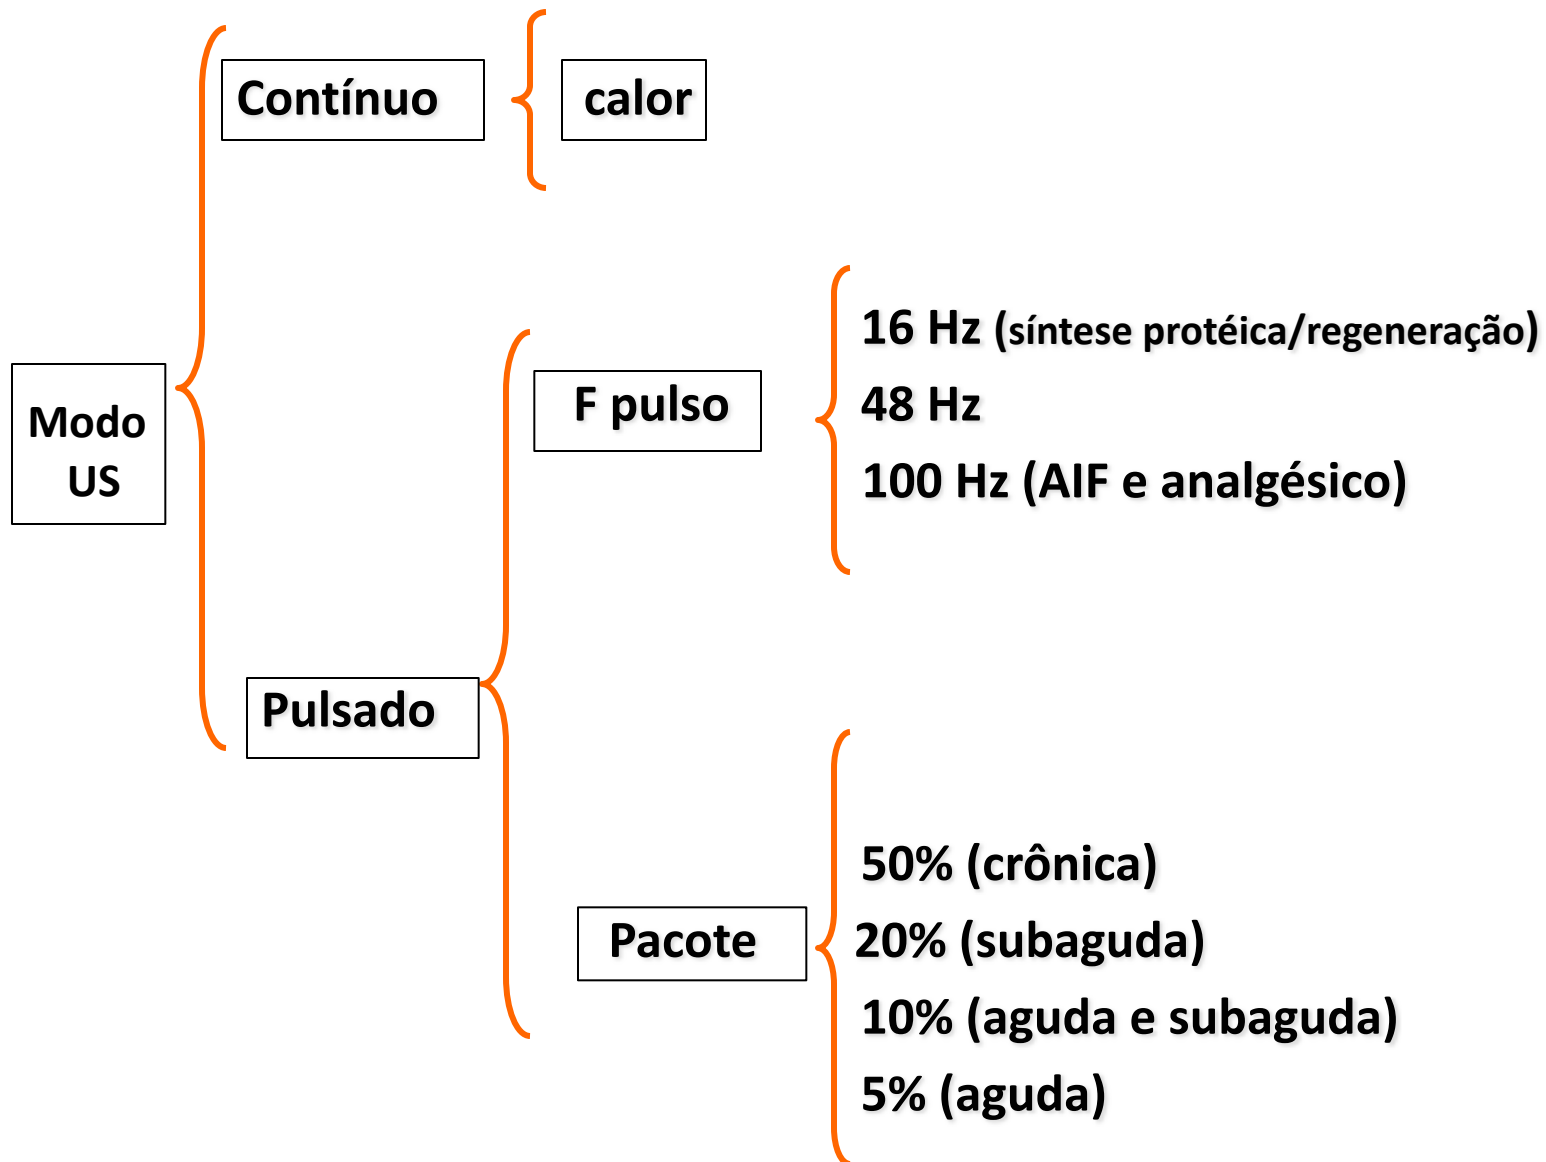 Contínuo
calor
Modo
US
F pulso
16 Hz (síntese protéica/regeneração)
48 Hz
100 Hz (AIF e analgésico)
Pulsado
Pacote
50% (crônica)
20% (subaguda)
10% (aguda e subaguda)
5% (aguda)